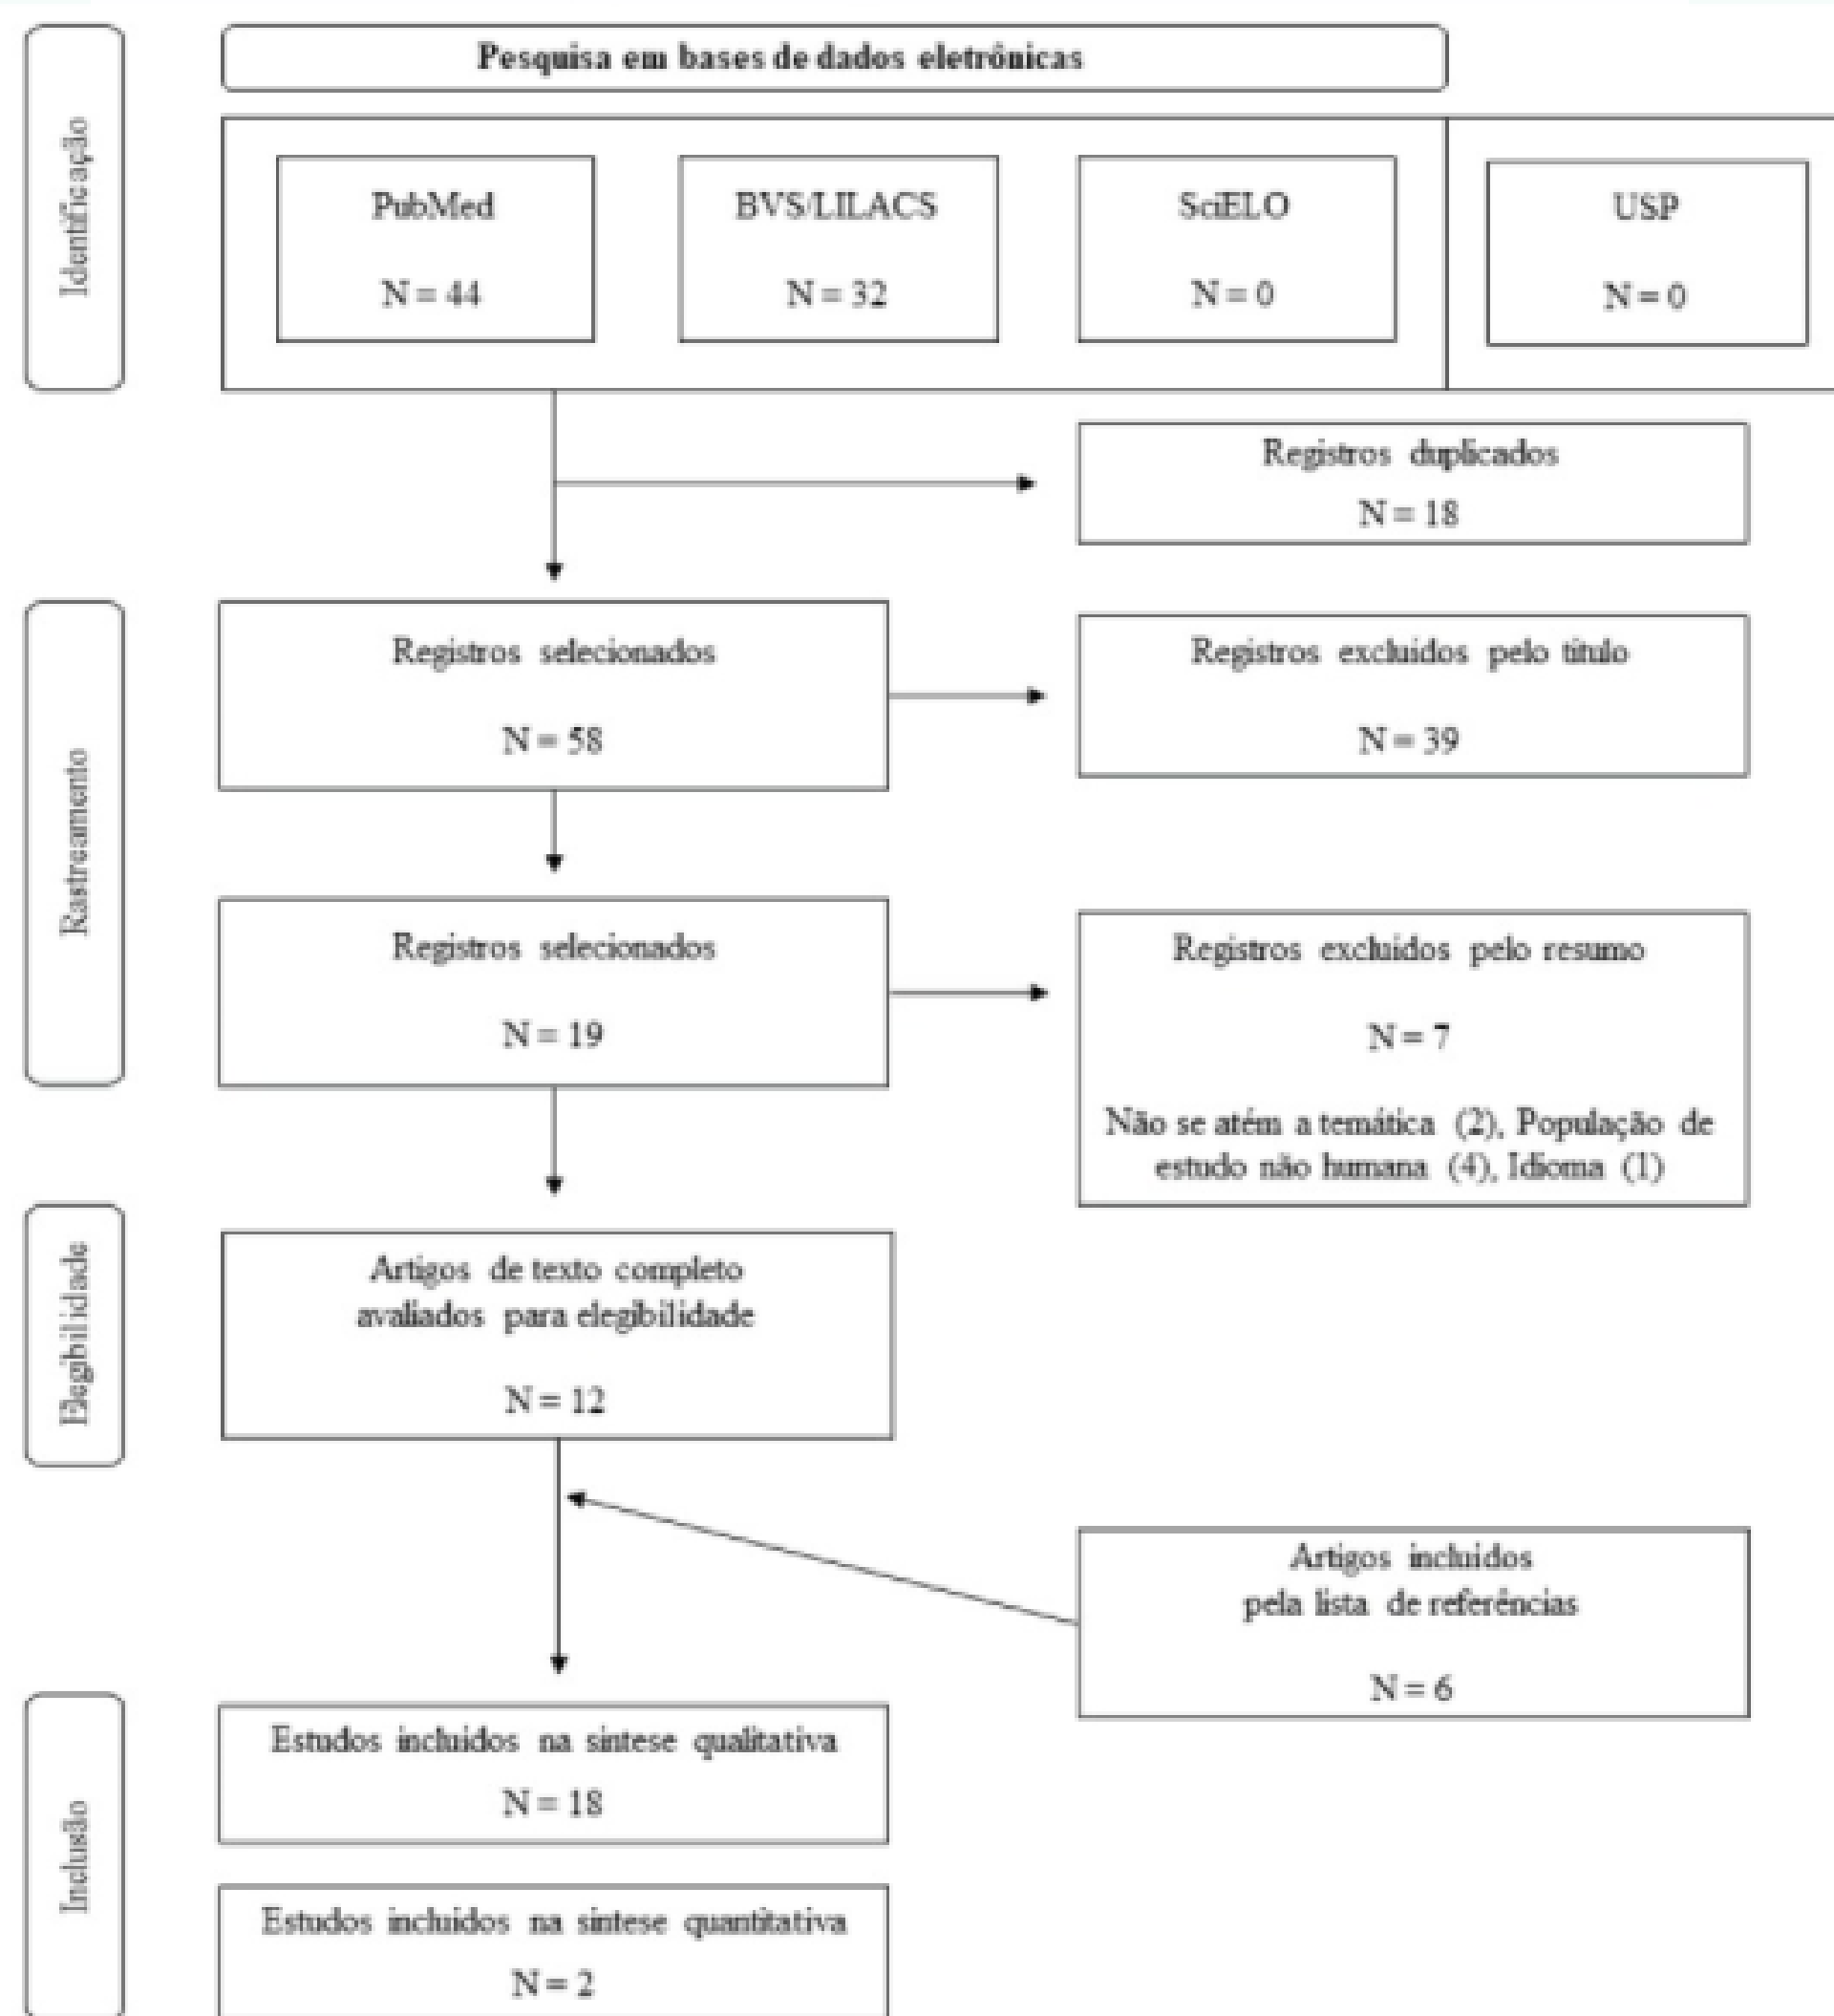 Pesquisa em bases de dados eletrônicas
Identificação
PubMed
N = 44
BVS/LILACS
N = 32
SciELO
N = 0
USP
N = 0
Registros duplicados
N = 18
Rastreamento
Registros selecionados
N = 58
Registros excluídos pelo título
N = 39
Registros selecionados
N = 19
Registros excluídos pelo resumo
N = 7
Não se atém a temática (2), População de
estudo não humana (4), Idioma (1)
Elegibilidade
Artigos de texto completo
avaliados para elegibilidade
N = 12
Artigos incluídos
pela lista de referências
N = 6
Inclusão
Estudos incluídos na síntese qualitativa
N = 18
Estudos incluídos na síntese quantitativa
N = 2